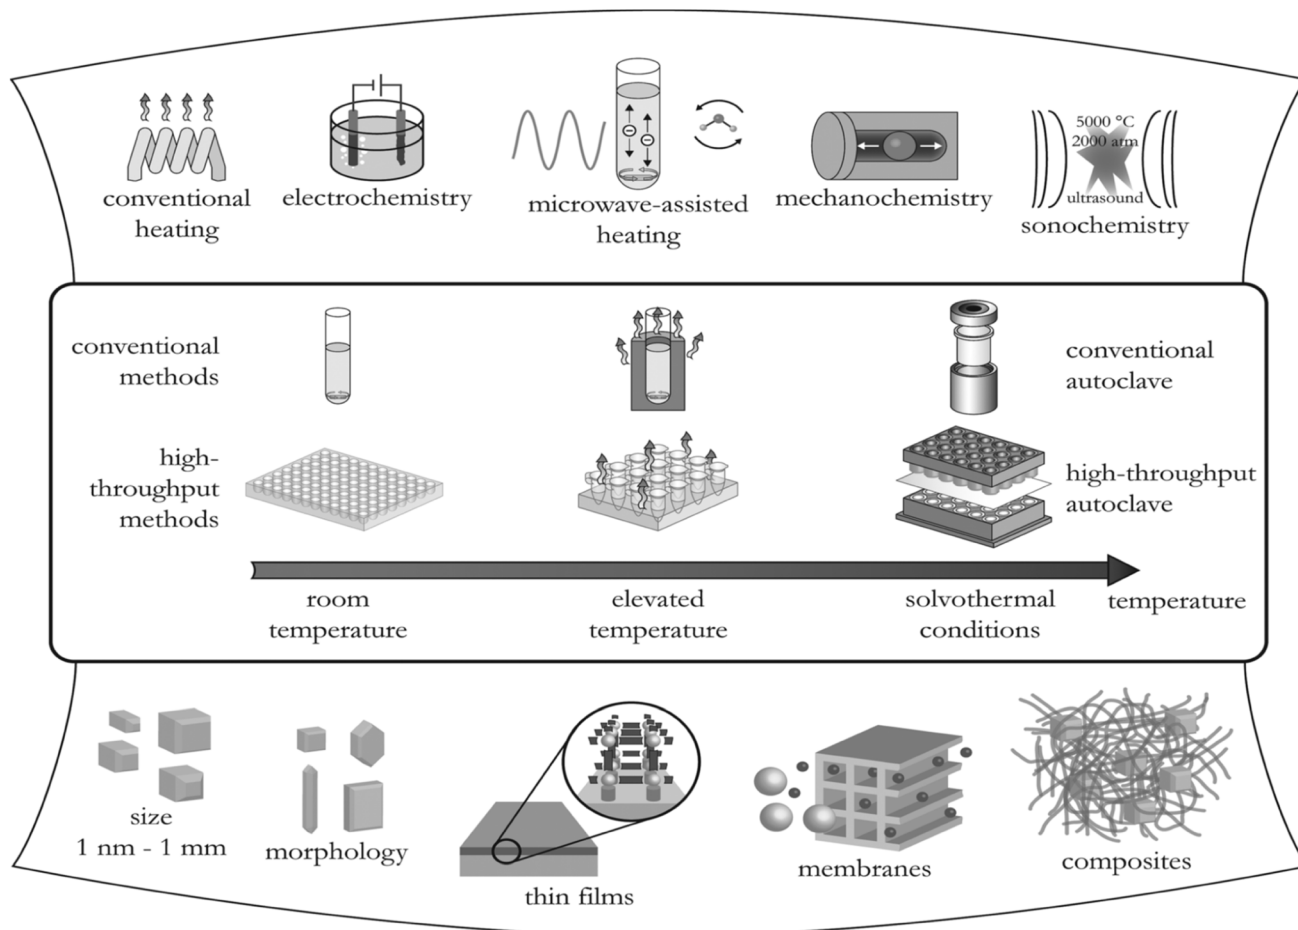 conventional
heating
electrochemistry
microwave-assisted
heating
mechanochemistry
5000 °C
2000 atm
ultrasound
sonochemistry
conventional
methods
conventional
autoclave
high-
throughput
methods
high-throughput
autoclave
room
temperature
elevated
temperature
solvothermal
conditions
temperature
size
1 nm - 1 mm
morphology
thin films
membranes
composites